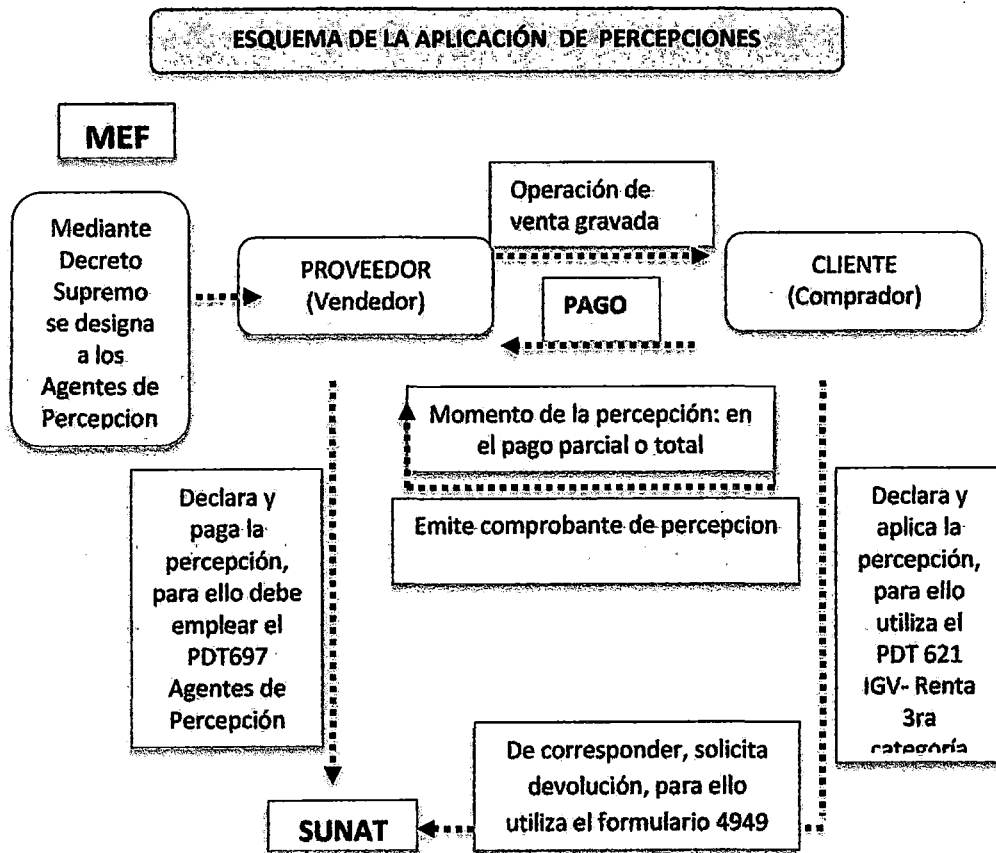 ESQUEMA DE LA APLICACIÓN DE PERCEPCIONES
MEF
Mediante
Decreto
Supremo
se designa
a los
Agentes de
Percepcion
PROVEEDOR
(Vendedor)
Operación de
venta gravada
PAGO
CLIENTE
(Comprador)
Momento de la percepción: en
el pago parcial o total
Emite comprobante de percepcion
Declara y
paga la
percepción,
para ello debe
emplear el
PDT697
Agentes de
Percepción
Declara y
aplica la
percepción,
para ello
utiliza el
PDT 621
IGV- Renta
3ra
categoría
De corresponder, solicita
devolución, para ello
utiliza el formulario 4949
SUNAT